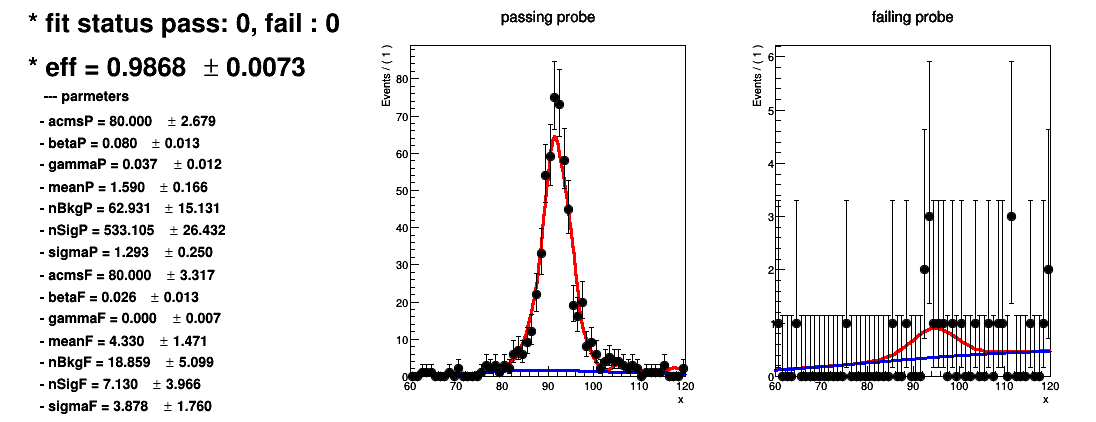 * fit status pass: 0, fail : 0
* eff = 0.9868 ± 0.0073
--- parmeters
- acmsP = 80.000 ± 2.679
- betaP = 0.080 ± 0.013
- gammaP = 0.037 ± 0.012
- meanP = 1.590 ± 0.166
- nBkgP = 62.931 ± 15.131
- nSigP = 533.105 ± 26.432
- sigmaP = 1.293 ± 0.250
- acmsF = 80.000 ± 3.317
- betaF = 0.026 ± 0.013
- gammaF = 0.000 ± 0.007
- meanF = 4.330 ± 1.471
- nBkgF = 18.859 ± 5.099
- nSigF = 7.130 ± 3.966
- sigmaF = 3.878 ± 1.760
passing probe
Events / ( 1 )
80
70
60
50
40
30
20
10
0
60 70 80 90 100 110 120
x
failing probe
Events / ( 1 )
6
5
4
3
2
1
0
60 70 80 90 100 110 120
x